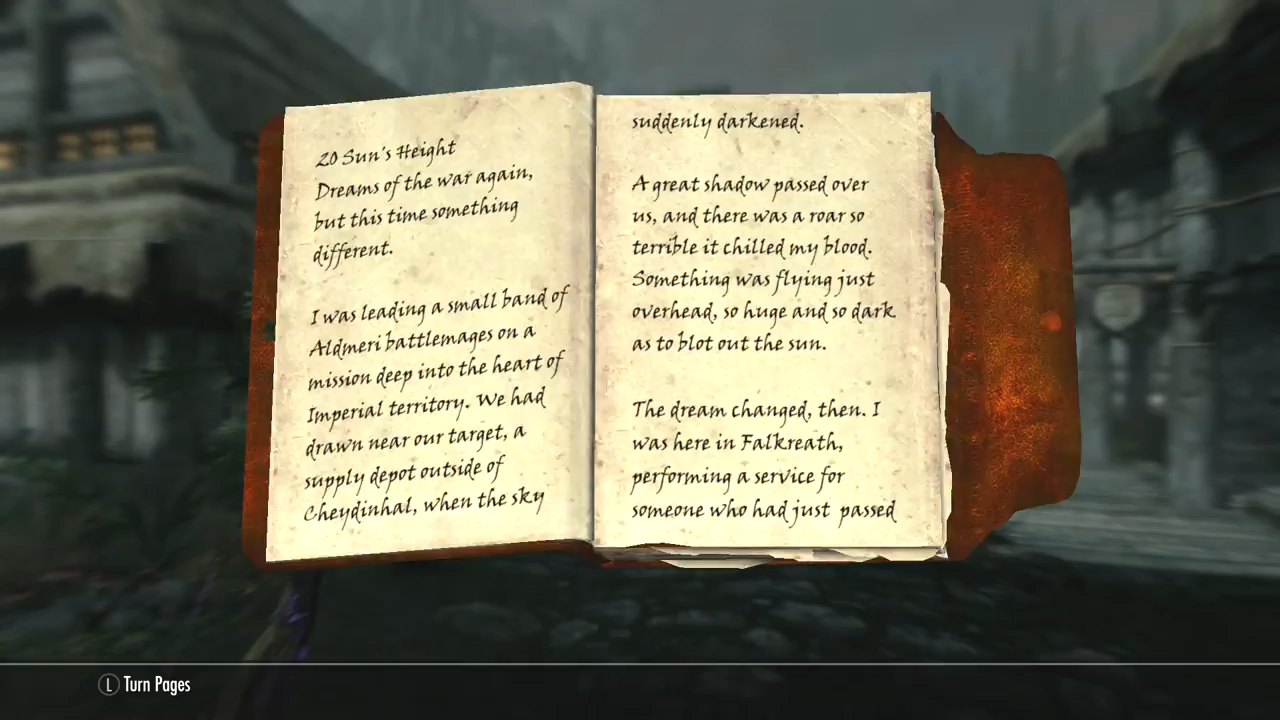 20 Sun's Height
Dreams of the war again,
but this time something
different.
I was leading a small band of
Aldmeri battlemages on a
mission deep into the heart of
Imperial territory. We had
drawn near our target, a
supply depot outside of
Cheydinhal, when the sky
suddenly darkened.
A great shadow passed over
us, and there was a roar so
terrible it chilled my blood.
Something was flying just
overhead, so huge and so dark
as to blot out the sun.
The dream changed, then. I
was here in Falkreath,
performing a service for
someone who had just passed
L Turn Pages